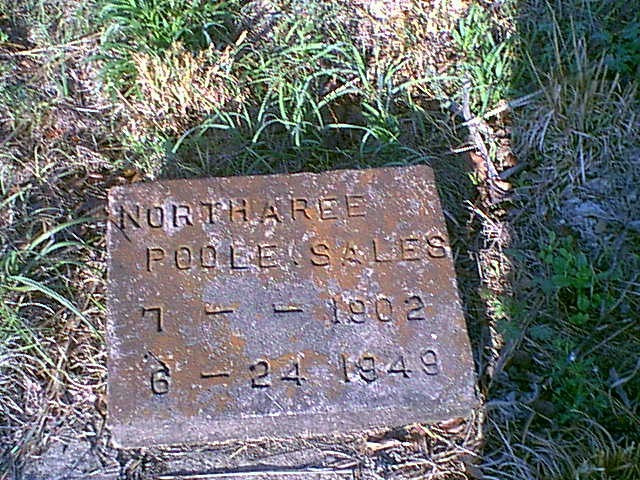 NORTHAREE
POOLE SALES
7 - - 1902
6 - 24 1949